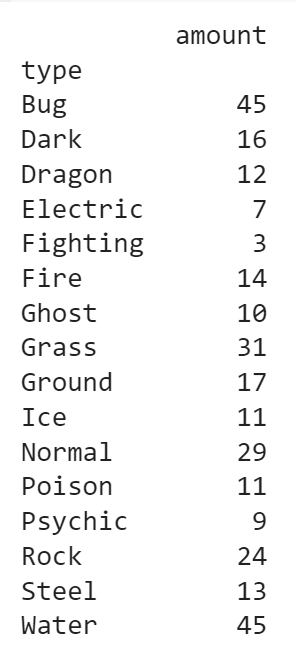 amount
type
Bug 45
Dark 16
Dragon 12
Electric 7
Fighting 3
Fire 14
Ghost 10
Grass 31
Ground 17
Ice 11
Normal 29
Poison 11
Psychic 9
Rock 24
Steel 13
Water 45